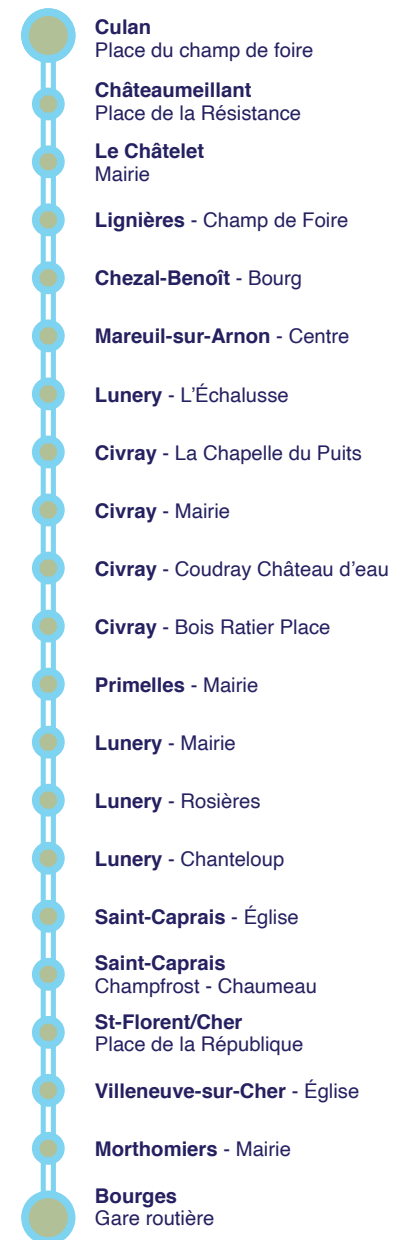 Culan
Place du champ de foire
Châteaumeillant
Place de la Résistance
Le Châtelet
Mairie
Lignières - Champ de Foire
Chezal-Benoît - Bourg
Mareuil-sur-Arnon - Centre
Lunery - L'Échalusse
Civray - La Chapelle du Puits
Civray - Mairie
Civray - Coudray Château d'eau
Civray - Bois Ratier Place
Primelles - Mairie
Lunery - Mairie
Lunery - Rosières
Lunery - Chanteloup
Saint-Caprais - Église
Saint-Caprais
Champfrost - Chaumeau
St-Florent/Cher
Place de la République
Villeneuve-sur-Cher - Église
Morthomiers - Mairie
Bourges
Gare routière